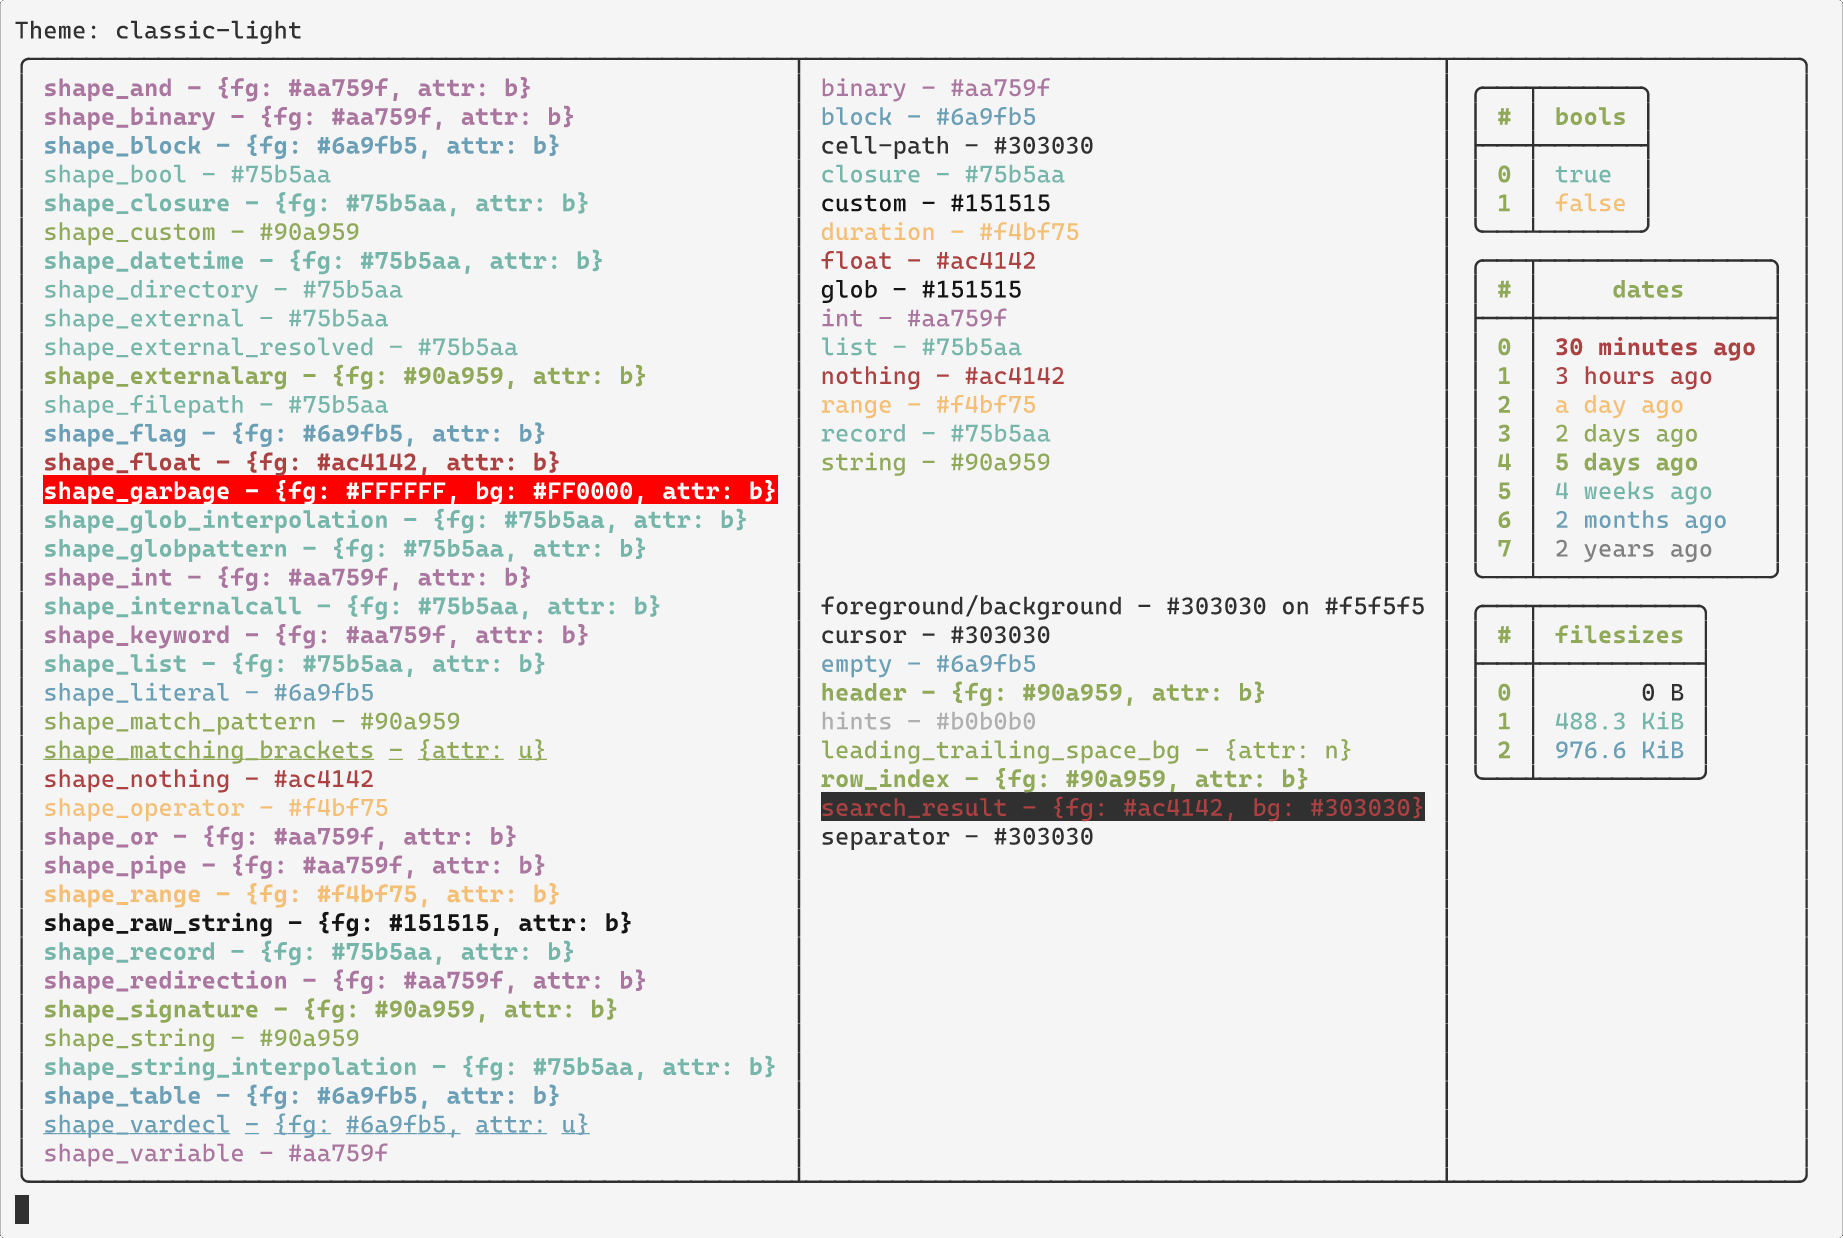 Theme: classic-light
shape_and - {fg: #aa759f, attr: b}
shape_binary - {fg: #aa759f, attr: b}
shape_block - {fg: #6a9fb5, attr: b}
shape_bool - #75b5aa
shape_closure - {fg: #75b5aa, attr: b}
shape_custom - #90a959
shape_datetime - {fg: #75b5aa, attr: b}
shape_directory - #75b5aa
shape_external - #75b5aa
shape_external_resolved - #75b5aa
shape_externalarg - {fg: #90a959, attr: b}
shape_filepath - #75b5aa
shape_flag - {fg: #6a9fb5, attr: b}
shape_float - {fg: #ac4142, attr: b}
shape_garbage - {fg: #FFFFFF, bg: #FF0000, attr: b}
shape_glob_interpolation - {fg: #75b5aa, attr: b}
shape_globpattern - {fg: #75b5aa, attr: b}
shape_int - {fg: #aa759f, attr: b}
shape_internalcall - {fg: #75b5aa, attr: b}
shape_keyword - {fg: #aa759f, attr: b}
shape_list - {fg: #75b5aa, attr: b}
shape_literal - #6a9fb5
shape_match_pattern - #90a959
shape_matching_brackets - {attr: u}
shape_nothing - #ac4142
shape_operator - #f4bf75
shape_or - {fg: #aa759f, attr: b}
shape_pipe - {fg: #aa759f, attr: b}
shape_range - {fg: #f4bf75, attr: b}
shape_raw_string - {fg: #151515, attr: b}
shape_record - {fg: #75b5aa, attr: b}
shape_redirection - {fg: #aa759f, attr: b}
shape_signature - {fg: #90a959, attr: b}
shape_string - #90a959
shape_string_interpolation - {fg: #75b5aa, attr: b}
shape_table - {fg: #6a9fb5, attr: b}
shape_vardecl - {fg: #6a9fb5, attr: u}
shape_variable - #aa759f
binary - #aa759f
block - #6a9fb5
cell-path - #303030
closure - #75b5aa
custom - #151515
duration - #f4bf75
float - #ac4142
glob - #151515
int - #aa759f
list - #75b5aa
nothing - #ac4142
range - #f4bf75
record - #75b5aa
string - #90a959
foreground/background - #303030 on #f5f5f5
cursor - #303030
empty - #6a9fb5
header - {fg: #90a959, attr: b}
hints - #b0b0b0
leading_trailing_space_bg - {attr: n}
row_index - {fg: #90a959, attr: b}
search_result - {fg: #ac4142, bg: #303030}
separator - #303030
# bools
0 true
1 false
# dates
0 30 minutes ago
1 3 hours ago
2 a day ago
3 2 days ago
4 5 days ago
5 4 weeks ago
6 2 months ago
7 2 years ago
# filesizes
0 0 B
1 488.3 KiB
2 976.6 KiB